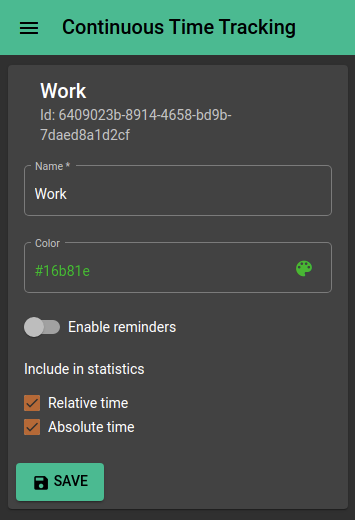 Continuous Time Tracking
Work
Id: 6409023b-8914-4658-bd9b-
7daed8a1d2cf
Name *
Work
Color
#16b81e
Enable reminders
Include in statistics
Relative time
Absolute time
SAVE